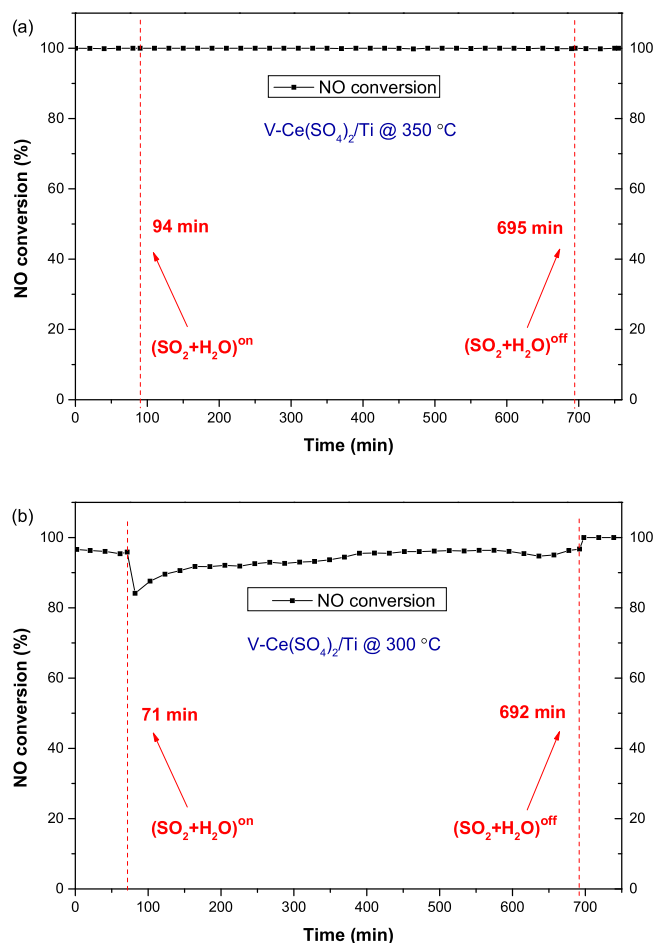 (a)
100
80
60
40
20
0
100
80
60
40
20
0
NO conversion (%)
NO conversion
V-Ce(SO₄)₂/Ti @ 350 °C
94 min
695 min
(SO₂+H₂O)ᵒⁿ
(SO₂+H₂O)ᵒᶠᶠ
0 100 200 300 400 500 600 700
Time (min)
(b)
100
80
60
40
20
0
100
80
60
40
20
0
NO conversion (%)
NO conversion
V-Ce(SO₄)₂/Ti @ 300 °C
71 min
692 min
(SO₂+H₂O)ᵒⁿ
(SO₂+H₂O)ᵒᶠᶠ
0 100 200 300 400 500 600 700
Time (min)